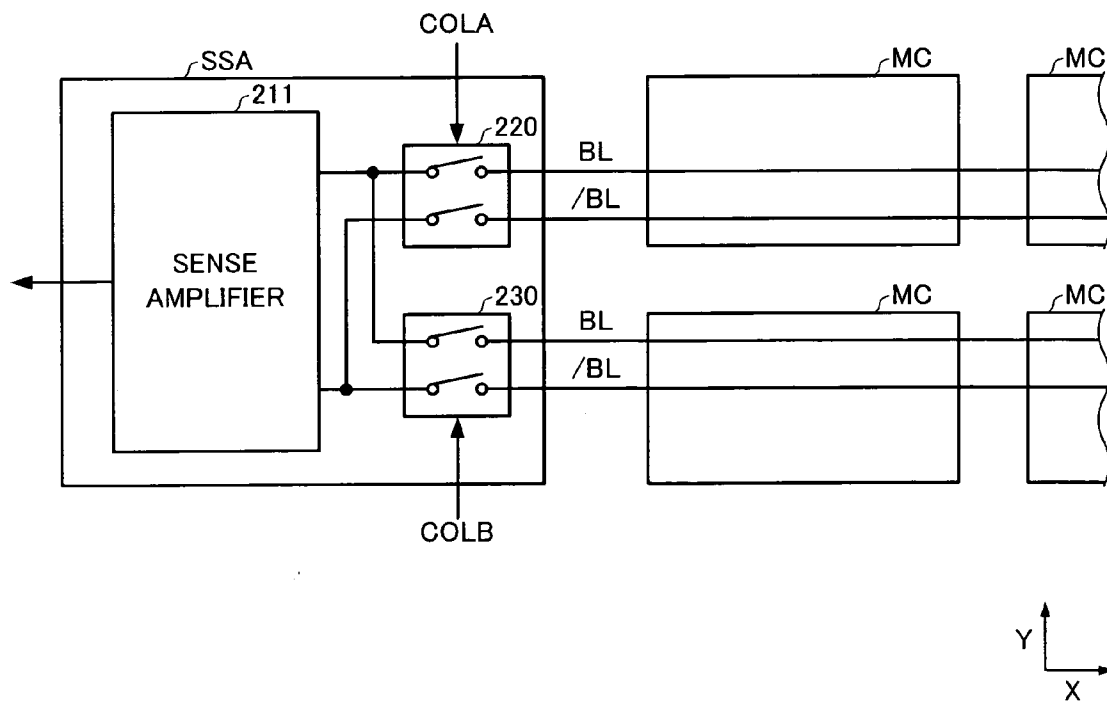 COLA
SSA
MC
MC
211
220
BL
/BL
SENSE
AMPLIFIER
230
MC
MC
BL
/BL
COLB
Y
X